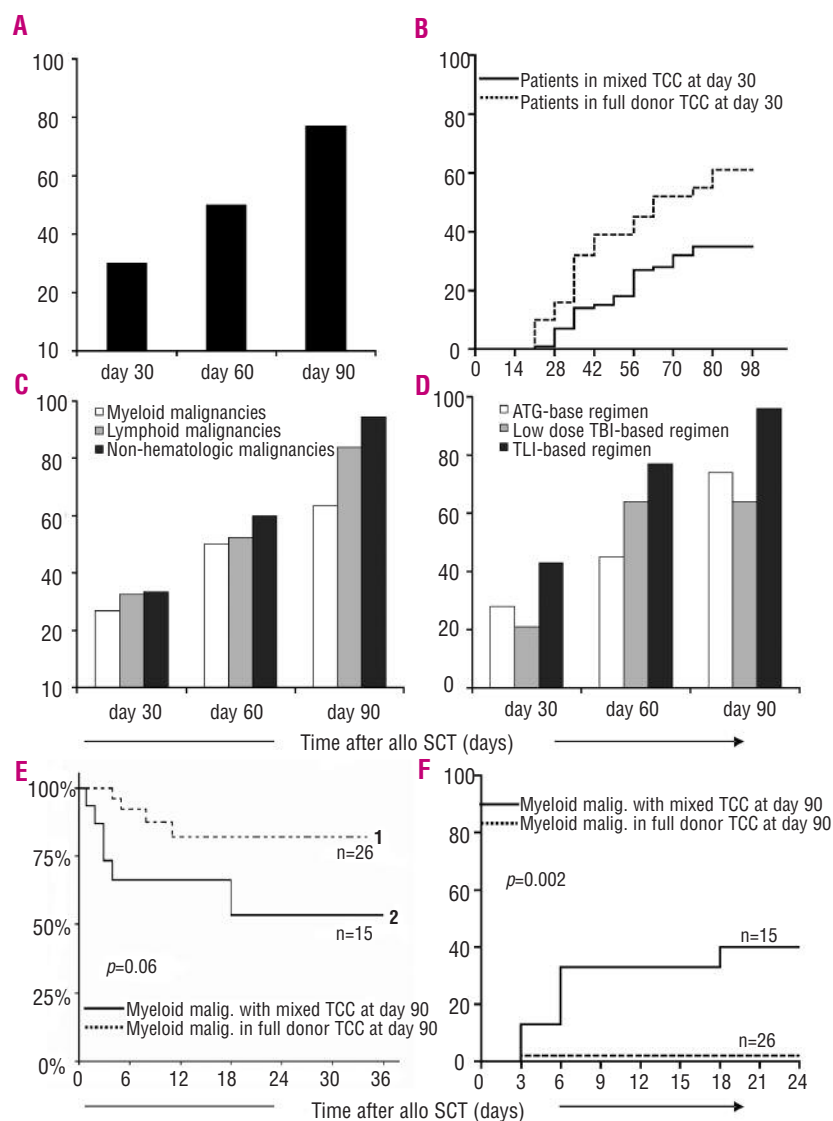 A
100
80
60
40
20
10
day 30 day 60 day 90
B
100
80
60
40
20
0
Patients in mixed TCC at day 30
Patients in full donor TCC at day 30
0 14 28 42 56 70 80 98
C
100
80
60
40
20
10
Myeloid malignancies
Lymphoid malignancies
Non-hematologic malignancies
day 30 day 60 day 90
D
100
80
60
40
20
0
ATG-base regimen
Low dose TBI-based regimen
TLI-based regimen
day 30 day 60 day 90
Time after allo SCT (days)
E
100%
75%
50%
25%
0%
1
n=26
2
n=15
p=0.06
Myeloid malig. with mixed TCC at day 90
Myeloid malig. in full donor TCC at day 90
0 6 12 18 24 30 36
F
100
80
60
40
20
0
Myeloid malig. with mixed TCC at day 90
Myeloid malig. in full donor TCC at day 90
p=0.002
n=15
n=26
0 3 6 9 12 15 18 21 24
Time after allo SCT (days)